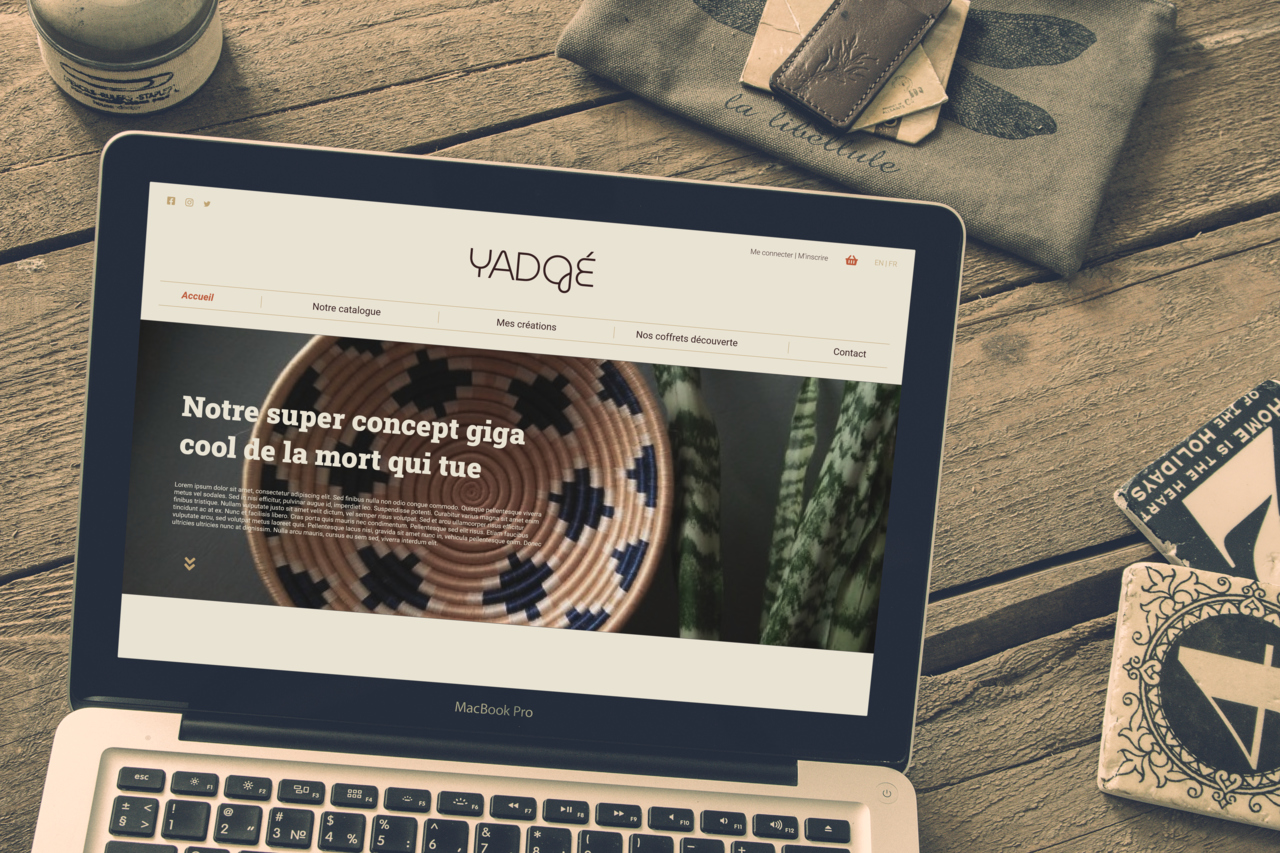 la libellule
YADGÉ
Me connecter | M'inscrire
EN | FR
Accueil
Notre catalogue
Mes créations
Nos coffrets découverte
Contact
Notre super concept giga
cool de la mort qui tue
Lorem ipsum dolor sit amet, consectetur adipiscing elit. Sed finibus nulla non odio congue commodo. Quisque pellentesque viverra
metus vel sodales. Sed in nisi efficitur, pulvinar augue id, imperdiet leo. Suspendisse potenti. Curabitur varius magna sit amet enim
finibus tristique. Nullam vulputate justo sit amet velit dictum, vel semper risus volutpat. Sed et arcu ullamcorper risus efficitur
tincidunt ac at ex. Nunc et facilisis libero. Cras porta quis mauris nec condimentum. Pellentesque sed elit risus. Etiam faucibus
vulputate arcu, sed volutpat metus laoreet quis. Pellentesque lacus nisi, gravida sit amet nunc in, vehicula pellentesque enim. Donec
ultricies ultricies nunc at dignissim. Nulla arcu mauris, cursus eu sem sed, viverra interdum elit.
HOME IS THE HEART
OF THE HOLIDAYS
MacBook Pro
esc
F1
F2
F3
F4
F5
F6
F7
F8
F9
F10
F11
F12
± <
§ >
!
1
@
2 "
#
3 №
$
4 %
%
5 :
^
6 ,
&
7
*
8